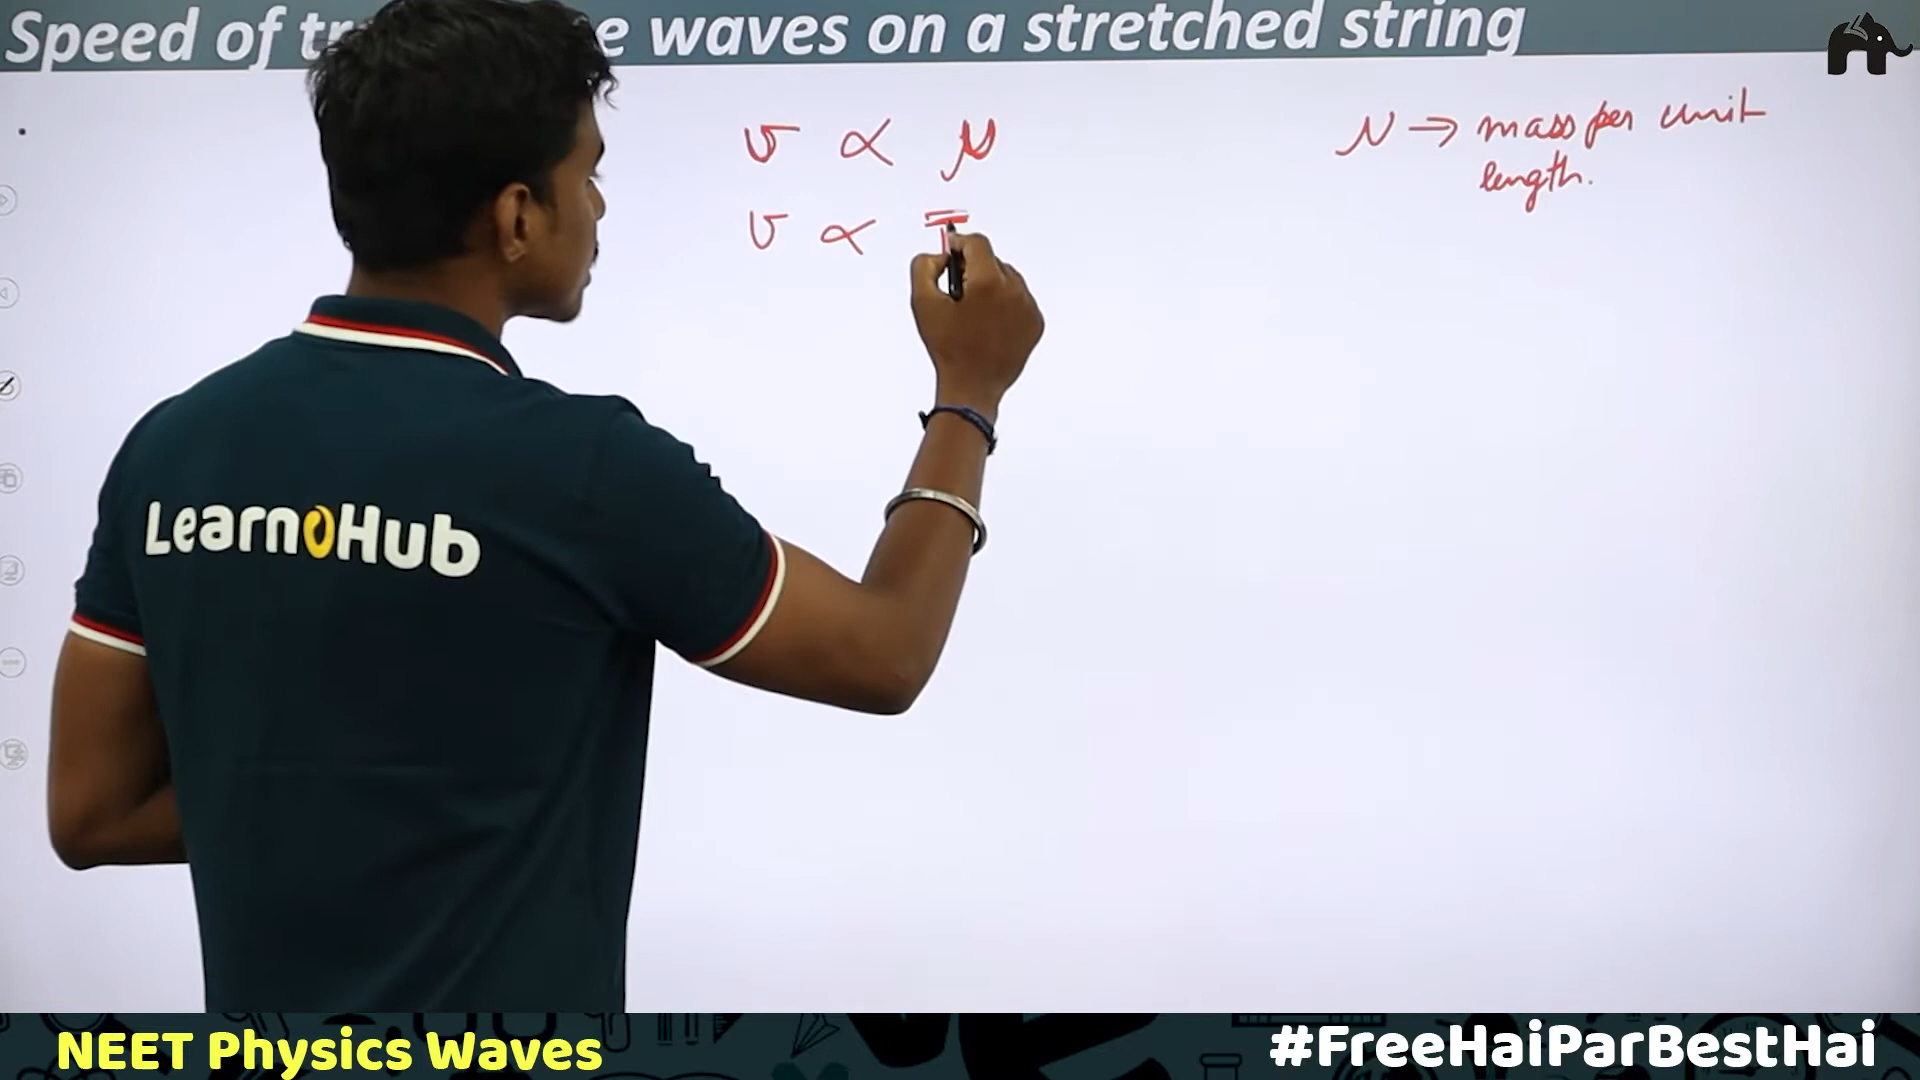 Speed of tr e waves on a stretched string
v ∝ μ
μ → mass per unit
length.
v ∝ T
LearnoHub
NEET Physics Waves
#FreeHaiParBestHai